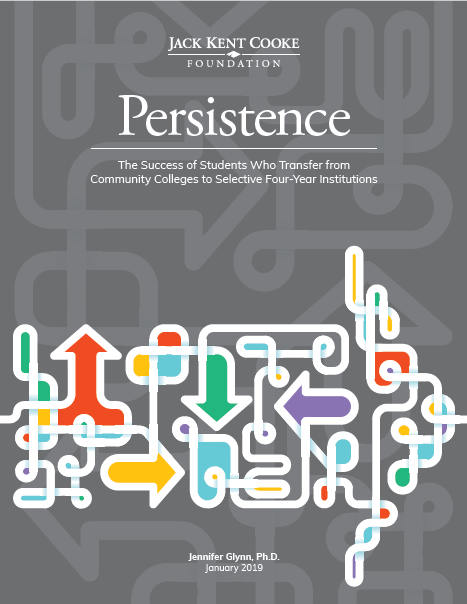 JACK KENT COOKE
FOUNDATION
Persistence
The Success of Students Who Transfer from
Community Colleges to Selective Four-Year Institutions
Jennifer Glynn, Ph.D.
January 2019